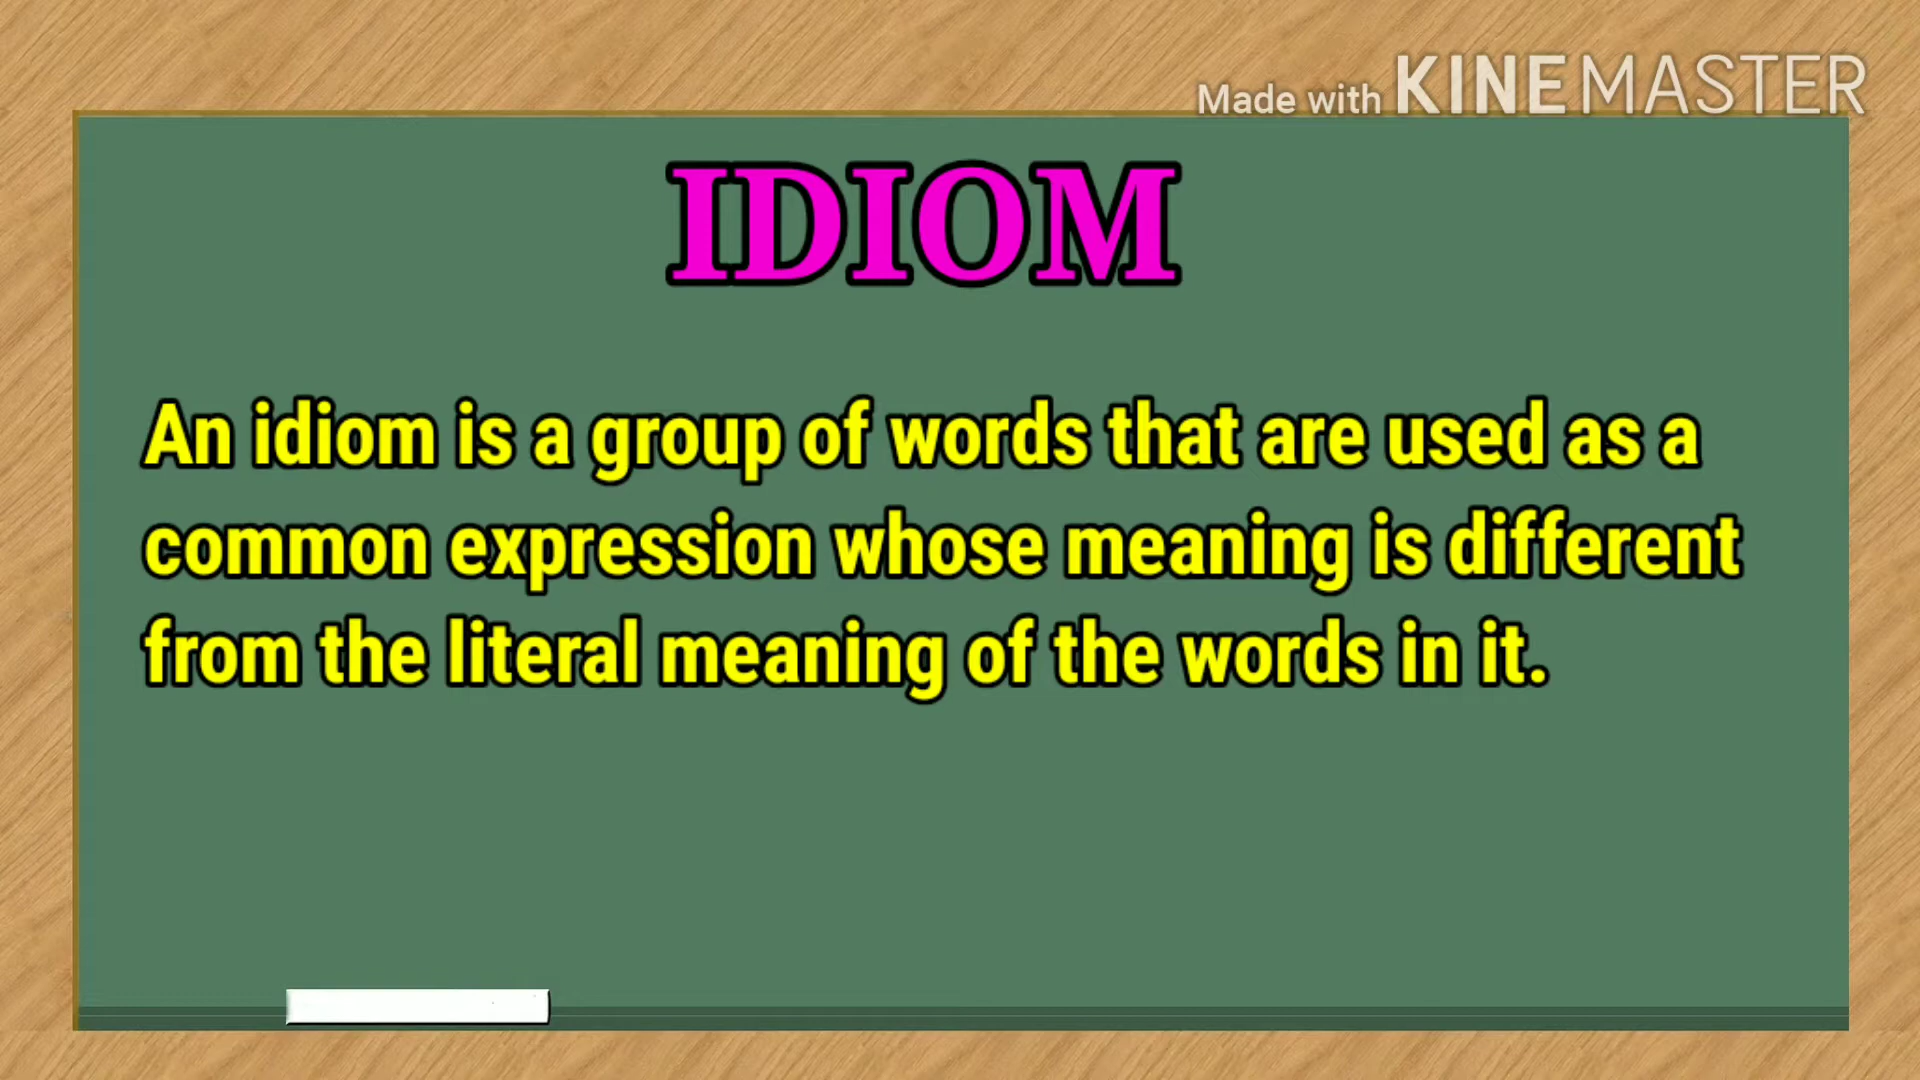 Made with KINEMASTER
IDIOM
An idiom is a group of words that are used as a
common expression whose meaning is different
from the literal meaning of the words in it.